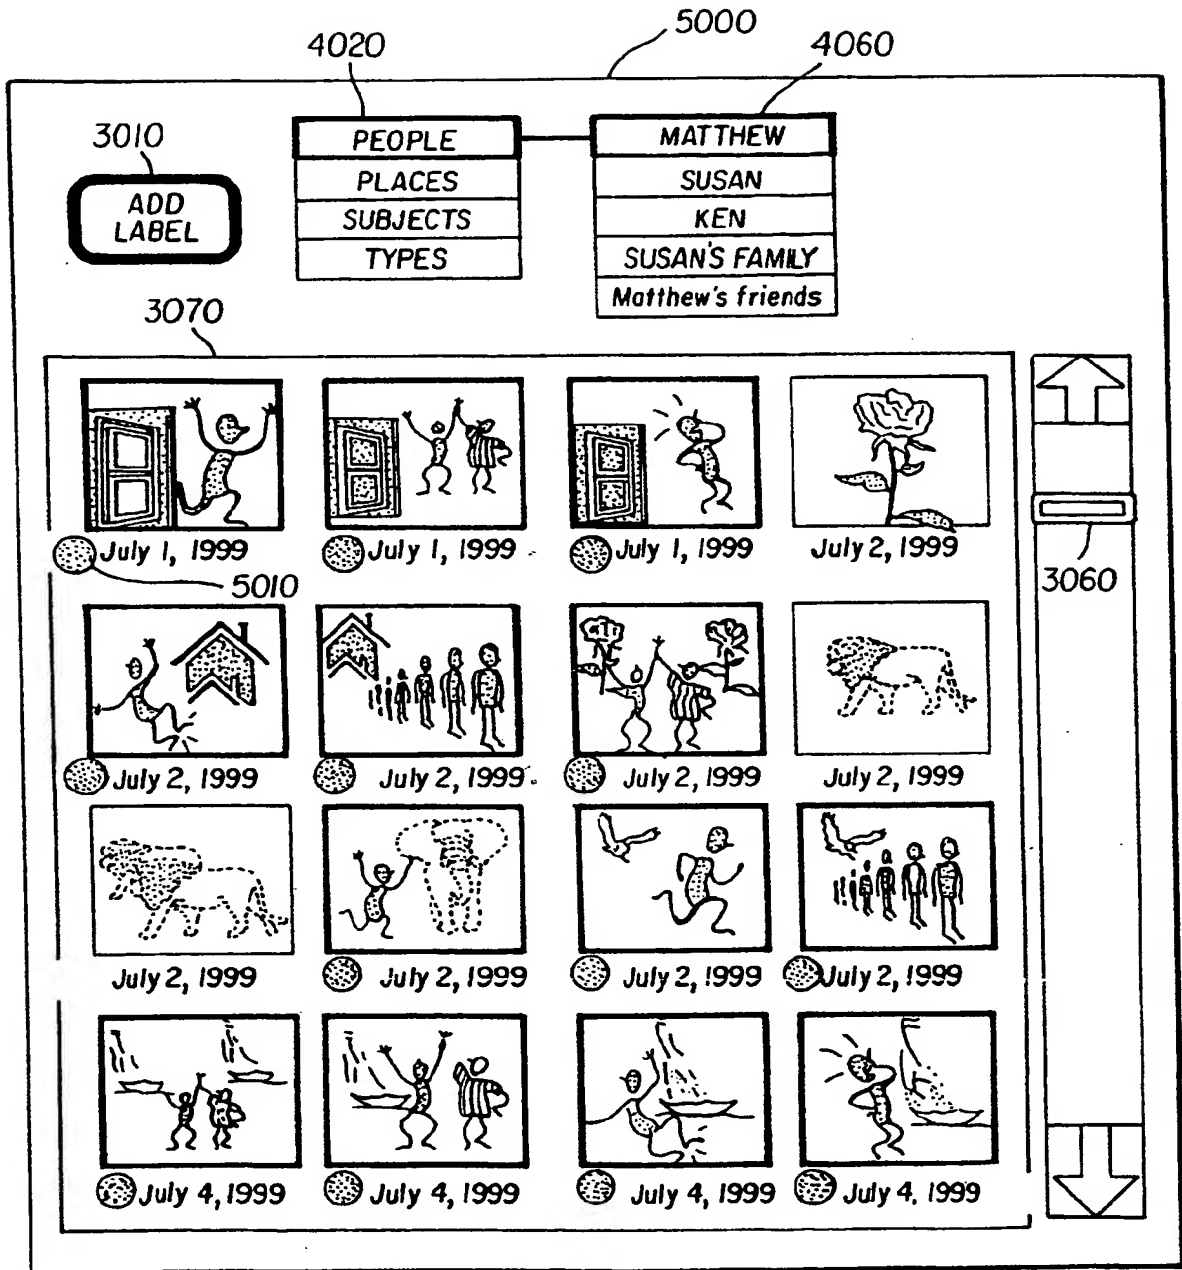 5000
4020
4060
3010
PEOPLE
MATTHEW
PLACES
SUSAN
ADD
LABEL
SUBJECTS
KEN
TYPES
SUSAN'S FAMILY
Matthew's friends
3070
July 1, 1999
July 1, 1999
July 1, 1999
July 2, 1999
5010
3060
July 2, 1999
July 2, 1999
July 2, 1999
July 2, 1999
July 2, 1999
July 2, 1999
July 2, 1999
July 2, 1999
July 4, 1999
July 4, 1999
July 4, 1999
July 4, 1999